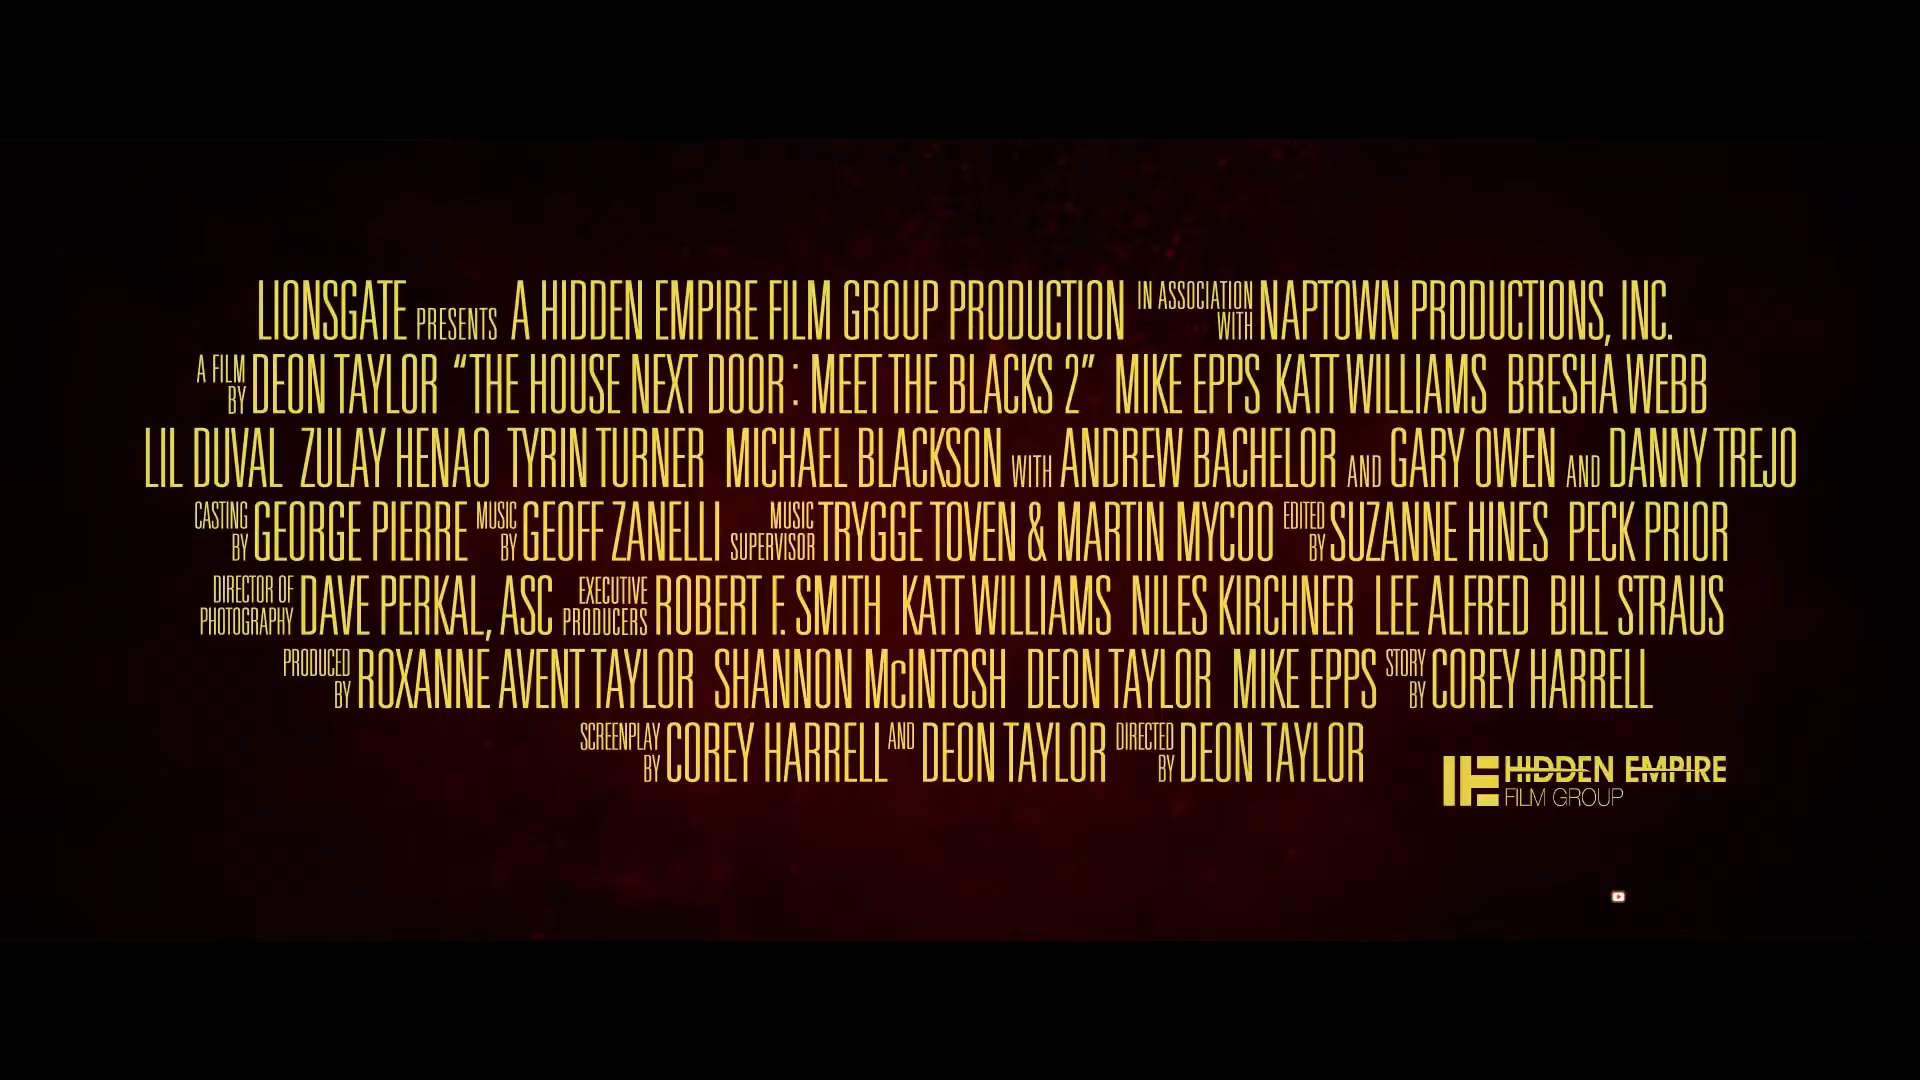 LIONSGATE PRESENTS A HIDDEN EMPIRE FILM GROUP PRODUCTION IN ASSOCIATION WITH NAPTOWN PRODUCTIONS, INC.
A FILM BY DEON TAYLOR “THE HOUSE NEXT DOOR: MEET THE BLACKS 2” MIKE EPPS KATT WILLIAMS BRESHA WEBB
LIL DUVAL ZULAY HENAO TYRIN TURNER MICHAEL BLACKSON WITH ANDREW BACHELOR AND GARY OWEN AND DANNY TREJO
CASTING BY GEORGE PIERRE MUSIC BY GEOFF ZANELLI MUSIC SUPERVISOR TRYGGE TOVEN & MARTIN MYCOO EDITED BY SUZANNE HINES PECK PRIOR
DIRECTOR OF PHOTOGRAPHY DAVE PERKAL, ASC EXECUTIVE PRODUCERS ROBERT F. SMITH KATT WILLIAMS NILES KIRCHNER LEE ALFRED BILL STRAUS
PRODUCED BY ROXANNE AVENT TAYLOR SHANNON McINTOSH DEON TAYLOR MIKE EPPS STORY BY COREY HARRELL
SCREENPLAY BY COREY HARRELL AND DEON TAYLOR DIRECTED BY DEON TAYLOR
HIDDEN EMPIRE
FILM GROUP